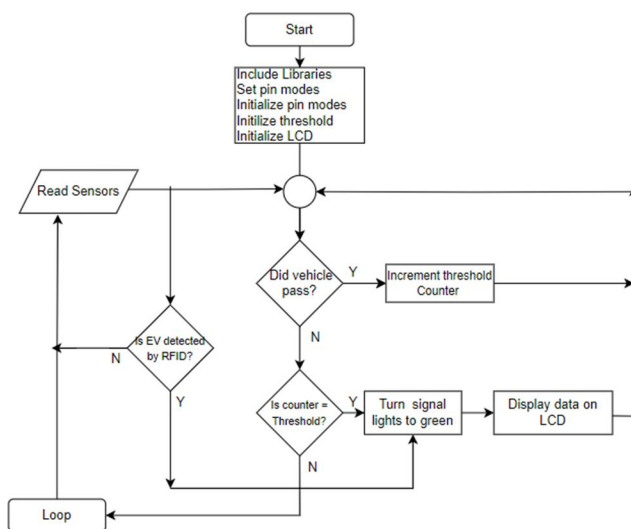 Start
Include Libraries
Set pin modes
Initialize pin modes
Initilize threshold
Initialize LCD
Read Sensors
Did vehicle
pass?
Y
Increment threshold
Counter
N
Is EV detected
by RFID?
N
Y
Is counter =
Threshold?
Y
Turn signal
lights to green
Display data on
LCD
N
Loop